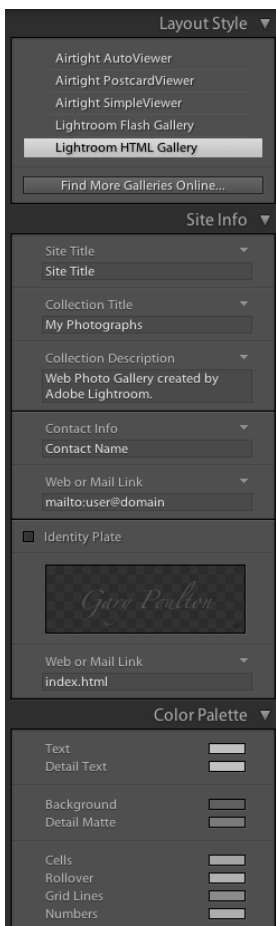 Layout Style
Airtight AutoViewer
Airtight PostcardViewer
Airtight SimpleViewer
Lightroom Flash Gallery
Lightroom HTML Gallery
Find More Galleries Online...
Site Info
Site Title
Site Title
Collection Title
My Photographs
Collection Description
Web Photo Gallery created by
Adobe Lightroom.
Contact Info
Contact Name
Web or Mail Link
mailto:user@domain
Identity Plate
Gary Poulton
Web or Mail Link
index.html
Color Palette
Text
Detail Text
Background
Detail Matte
Cells
Rollover
Grid Lines
Numbers